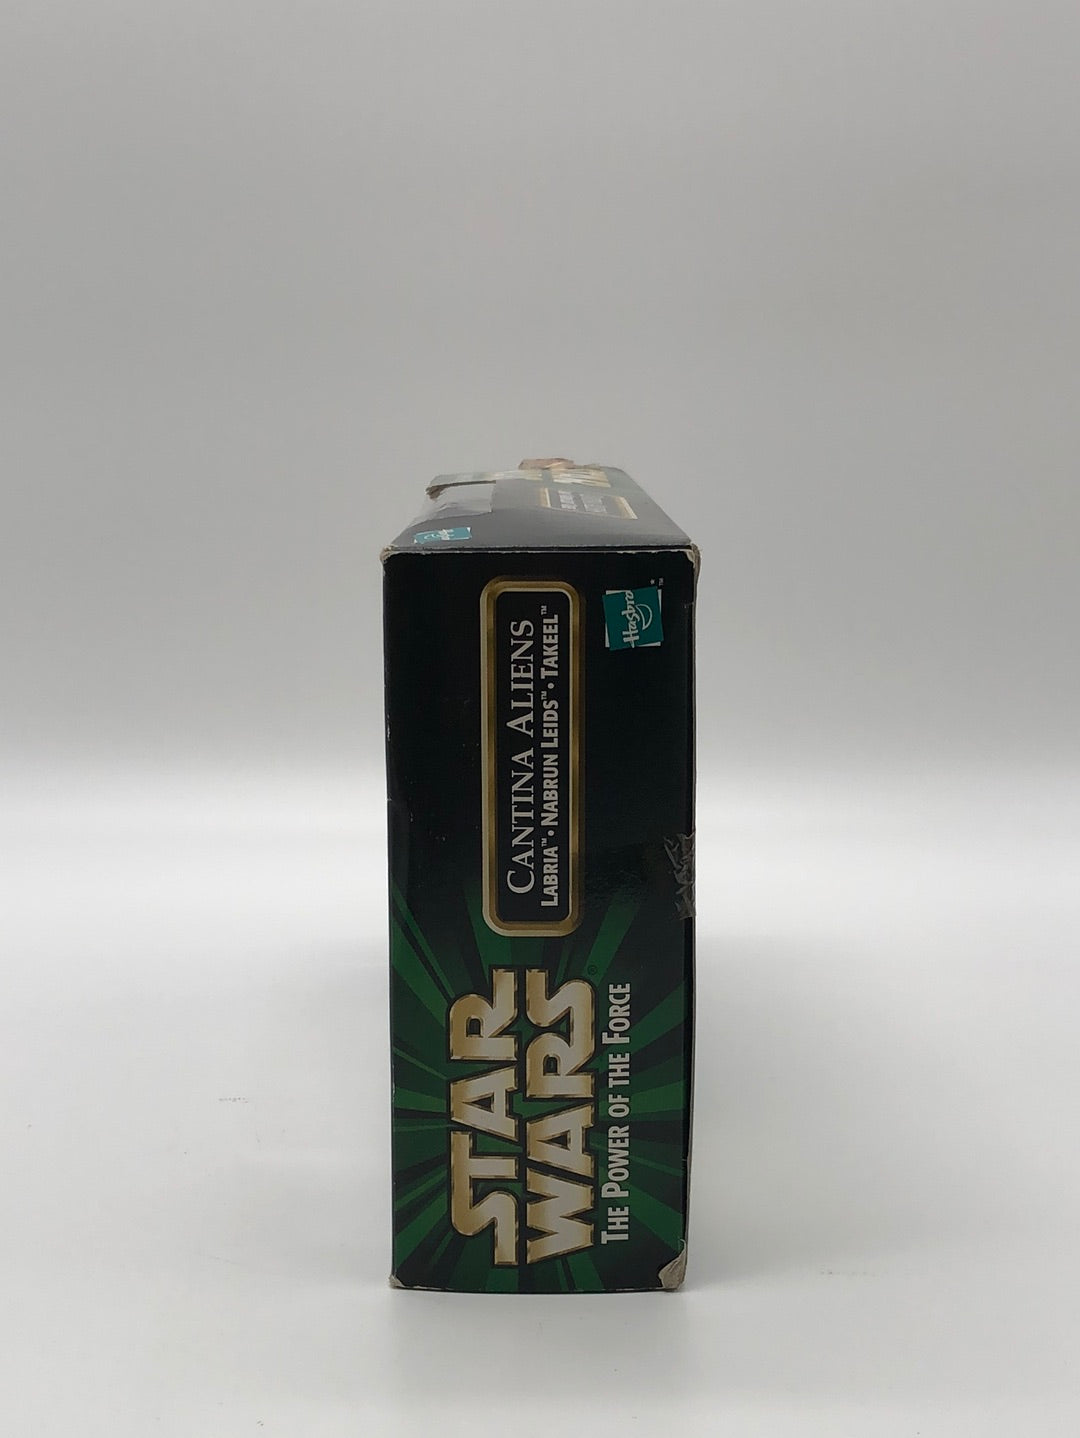 CANTINA ALIENS
LABRIA™ • NABRUN LEIDS™ • TAKEEL™
Hasbro
STAR
WARS®
THE POWER OF THE FORCE